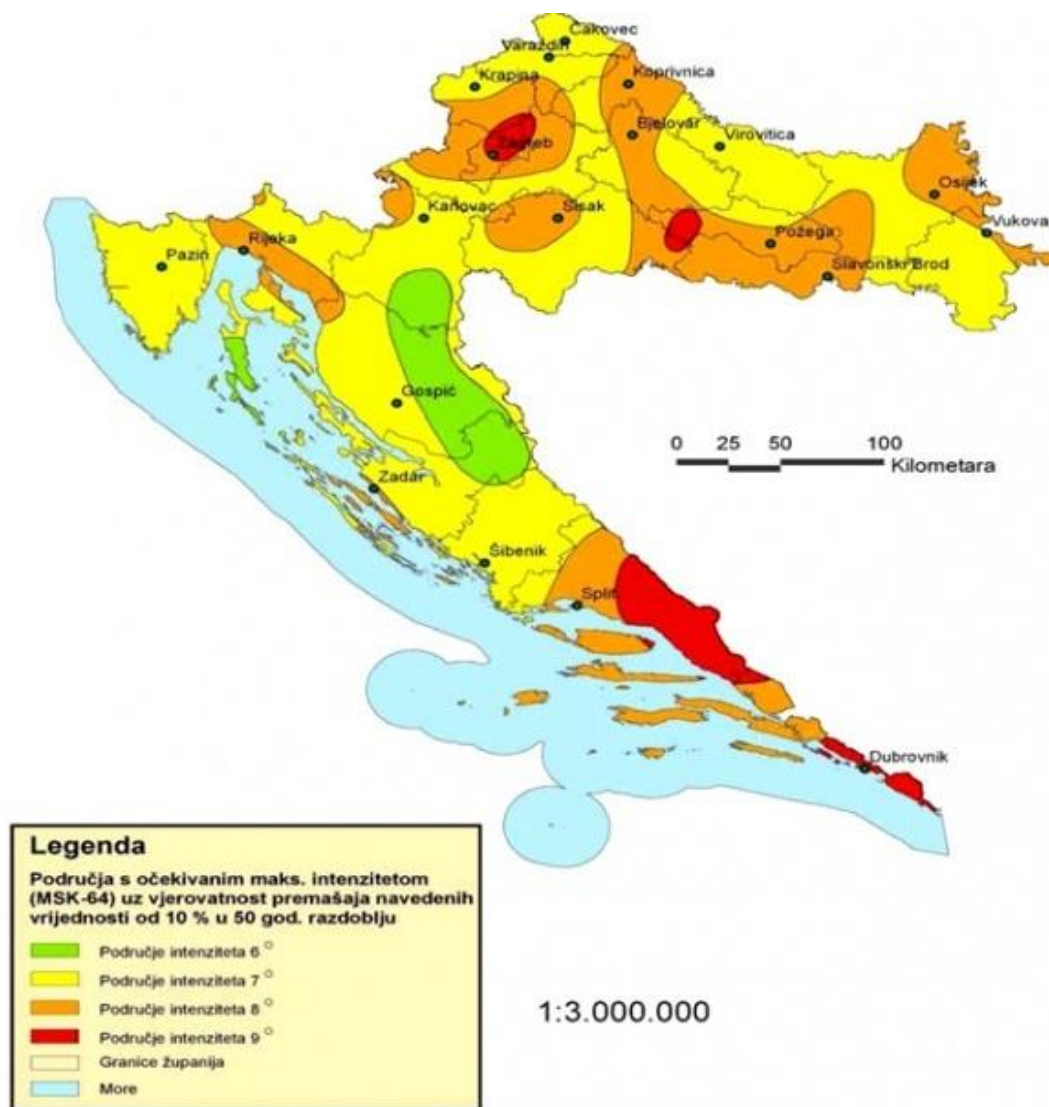 Čakovec
Varaždin
Krapina
Koprivnica
Zagreb
Bjelovar
Virovitica
Osijek
Karlovac
Sisak
Vukova
Požega
Pazin
Rijeka
Slavonski Brod
Gospić
0 25 50 100
Kilometara
Zadar
Šibenik
Split
Dubrovnik
Legenda
Područja s očekivanim maks. intenzitetom
(MSK-64) uz vjerovatnost premašaja navedenih
vrijednosti od 10 % u 50 god. razdoblju
Područje intenziteta 6 °
Područje intenziteta 7 °
Područje intenziteta 8 °
Područje intenziteta 9 °
Granice županija
More
1:3.000.000